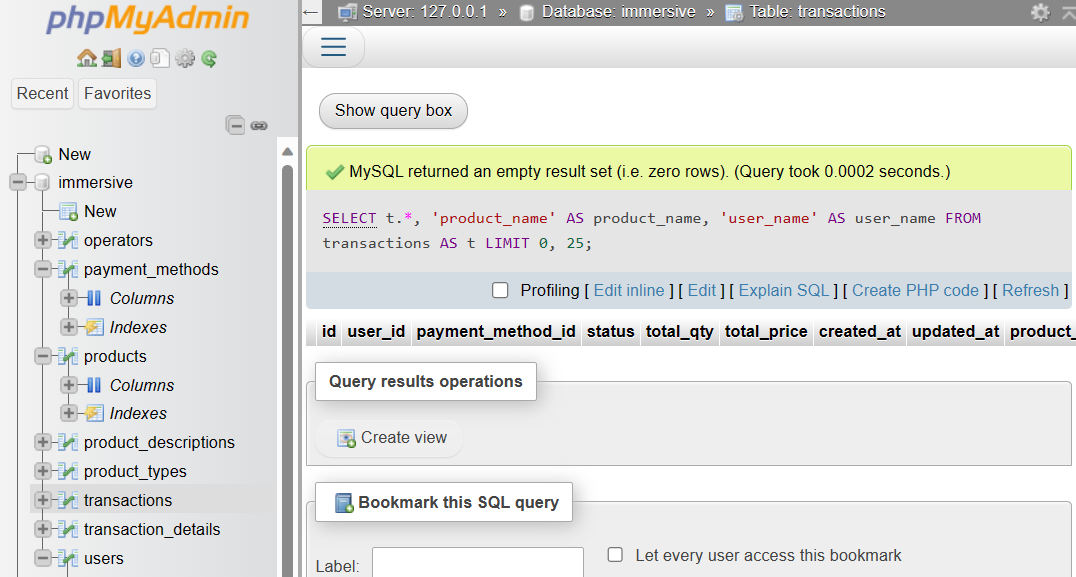 phpMyAdmin
Recent Favorites
New
immersive
New
operators
payment_methods
Columns
Indexes
products
Columns
Indexes
product_descriptions
product_types
transactions
transaction_details
users
Server: 127.0.0.1 » Database: immersive » Table: transactions
Show query box
MySQL returned an empty result set (i.e. zero rows). (Query took 0.0002 seconds.)
SELECT t.*, 'product_name' AS product_name, 'user_name' AS user_name FROM
transactions AS t LIMIT 0, 25;
Profiling [ Edit inline ] [ Edit ] [ Explain SQL ] [ Create PHP code ] [ Refresh ]
id user_id payment_method_id status total_qty total_price created_at updated_at product_
Query results operations
Create view
Bookmark this SQL query
Label:
Let every user access this bookmark